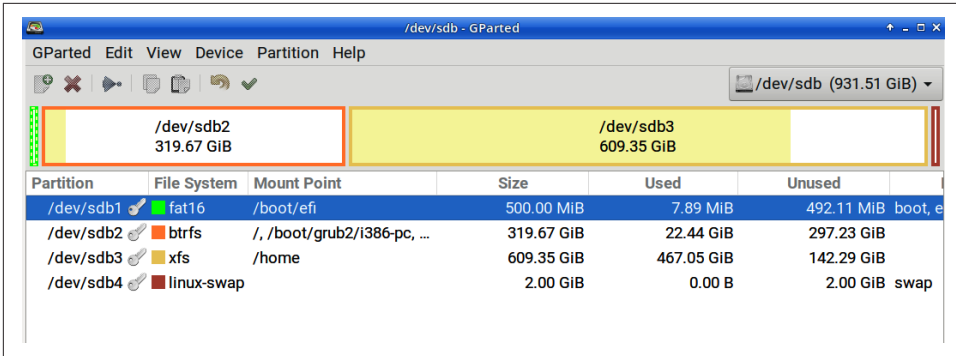 /dev/sdb - GParted
GParted Edit View Device Partition Help
/dev/sdb (931.51 GiB)
/dev/sdb2
319.67 GiB
/dev/sdb3
609.35 GiB
Partition File System Mount Point Size Used Unused
/dev/sdb1 fat16 /boot/efi 500.00 MiB 7.89 MiB 492.11 MiB boot, e
/dev/sdb2 btrfs /, /boot/grub2/i386-pc, ... 319.67 GiB 22.44 GiB 297.23 GiB
/dev/sdb3 xfs /home 609.35 GiB 467.05 GiB 142.29 GiB
/dev/sdb4 linux-swap 2.00 GiB 0.00 B 2.00 GiB swap